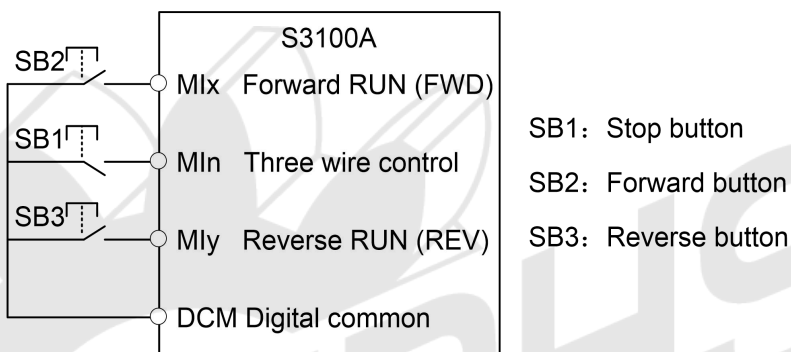 S3100A
SB2 MIx Forward RUN (FWD)
SB1 MIn Three wire control
SB3 MIy Reverse RUN (REV)
DCM Digital common
SB1：Stop button
SB2：Forward button
SB3：Reverse button